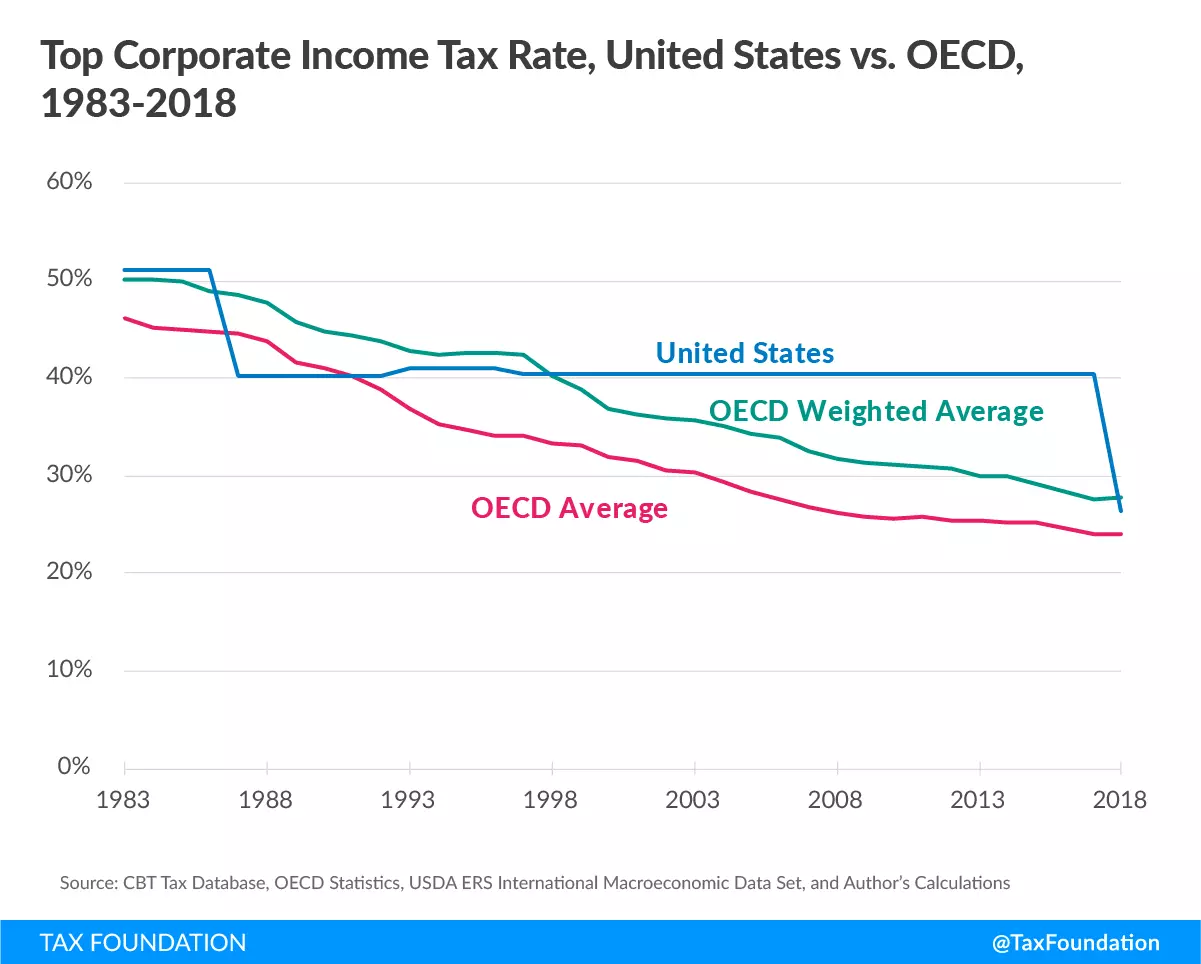 Top Corporate Income Tax Rate, United States vs. OECD,
1983-2018
60%
50%
United States
40%
OECD Weighted Average
30%
OECD Average
20%
10%
0%
1983 1988 1993 1998 2003 2008 2013 2018
Source: CBT Tax Database, OECD Statistics, USDA ERS International Macroeconomic Data Set, and Author's Calculations
TAX FOUNDATION @TaxFoundation